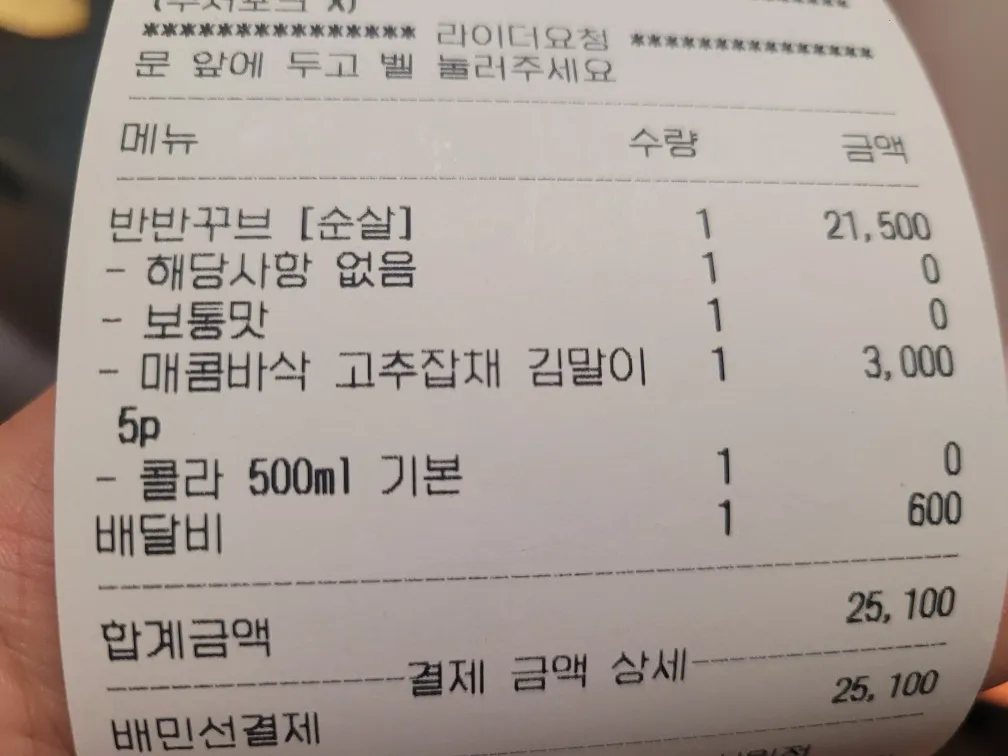 *************** 라이더요청 ***************
문 앞에 두고 벨 눌러주세요
메뉴 수량 금액
반반꾸브 [순살] 1 21,500
- 해당사항 없음 1 0
- 보통맛 1 0
- 매콤바삭 고추잡채 김말이 1 3,000
5p
- 콜라 500ml 기본 1 0
배달비 1 600
합계금액 25,100
결제 금액 상세
배민선결제 25,100